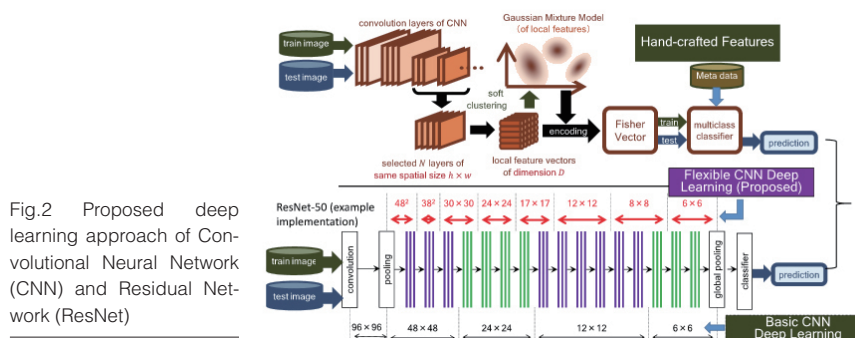 Fig.2 Proposed deep
learning approach of Con-
volutional Neural Network
(CNN) and Residual Net-
work (ResNet)
convolution layers of CNN
train image
test image
Gaussian Mixture Model
(of local features)
Hand-crafted Features
Meta data
soft
clustering
encoding
Fisher
Vector
train
test
multiclass
classifier
prediction
selected N layers of
same spatial size h × w
local feature vectors
of dimension D
Flexible CNN Deep
Learning (Proposed)
ResNet-50 (example
implementation)
48² 38² 30 × 30 24 × 24 17 × 17 12 × 12 8 × 8 6 × 6
train image
test image
convolution
pooling
global pooling
classifier
prediction
96 × 96 48 × 48 24 × 24 12 × 12 6 × 6
Basic CNN
Deep Learning